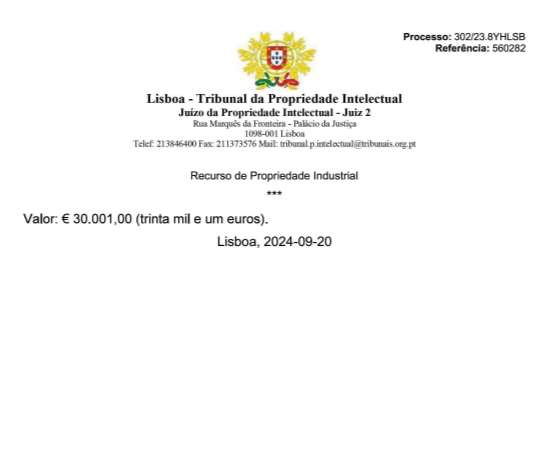 Processo: 302/23.8YHLSB
Referência: 560282
Lisboa - Tribunal da Propriedade Intelectual
Juízo da Propriedade Intelectual - Juiz 2
Rua Marquês da Fronteira - Palácio da Justiça
1098-001 Lisboa
Telef: 213846400 Fax: 211373576 Mail: tribunal.p.intelectual@tribunais.org.pt
Recurso de Propriedade Industrial
***
Valor: € 30.001,00 (trinta mil e um euros).
Lisboa, 2024-09-20